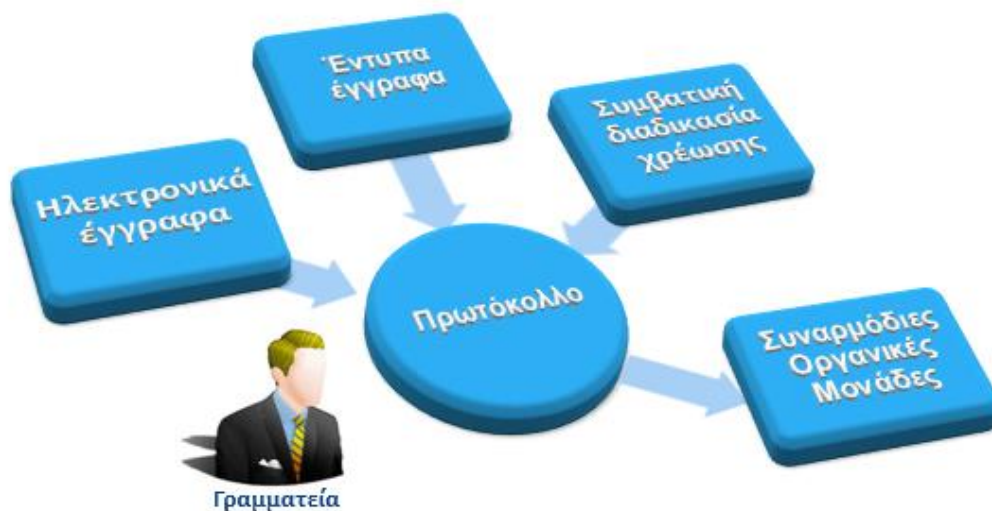 Έντυπα
έγγραφα
Συμβατική
διαδικασία
χρέωσης
Ηλεκτρονικά
έγγραφα
Πρωτόκολλο
Συναρμόδιες
Οργανικές
Μονάδες
Γραμματεία